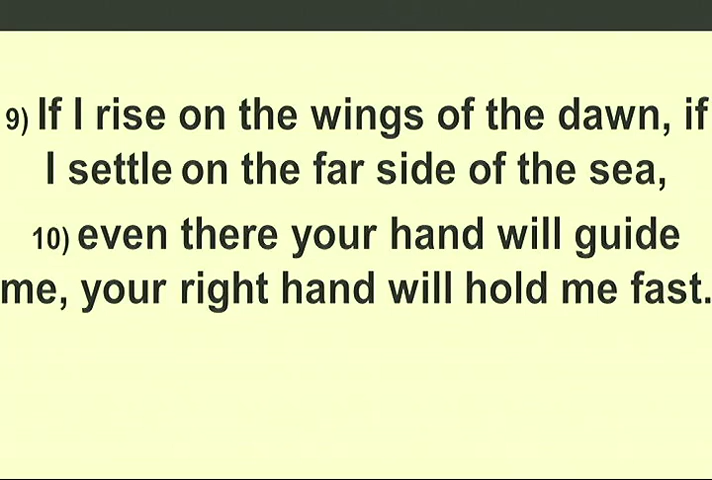 9) If I rise on the wings of the dawn, if
I settle on the far side of the sea,
10) even there your hand will guide
me, your right hand will hold me fast.